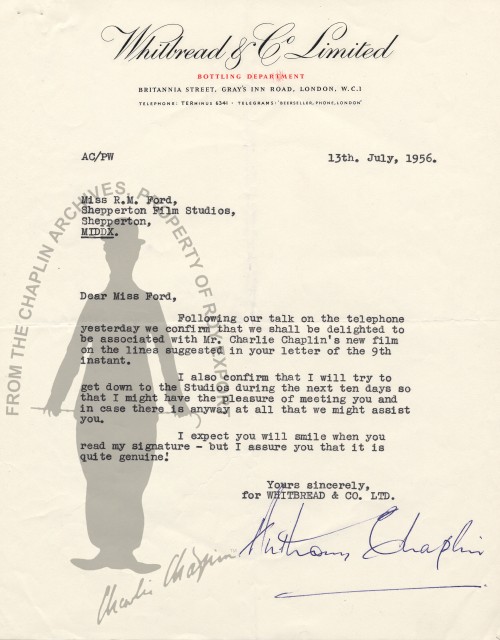 Whitbread & Co Limited
BOTTLING DEPARTMENT
BRITANNIA STREET, GRAY'S INN ROAD, LONDON, W.C.1
TELEPHONE: TERMINUS 6341 · TELEGRAMS: "BEERSELLER, PHONE, LONDON"
AC/PW
13th. July, 1956.
Miss R.M. Ford,
Shepperton Film Studios,
Shepperton,
MIDDX.
Dear Miss Ford,
Following our talk on the telephone
yesterday we confirm that we shall be delighted to
be associated with Mr. Charlie Chaplin's new film
on the lines suggested in your letter of the 9th
instant.
I also confirm that I will try to
get down to the Studios during the next ten days so
that I might have the pleasure of meeting you and
in case there is anyway at all that we might assist
you.
I expect you will smile when you
read my signature - but I assure you that it is
quite genuine!
Yours sincerely,
for WHITBREAD & CO. LTD.
Anthony Chaplin
FROM THE CHAPLIN ARCHIVES, PROPERTY OF ROY EXPORT
Charlie Chaplin